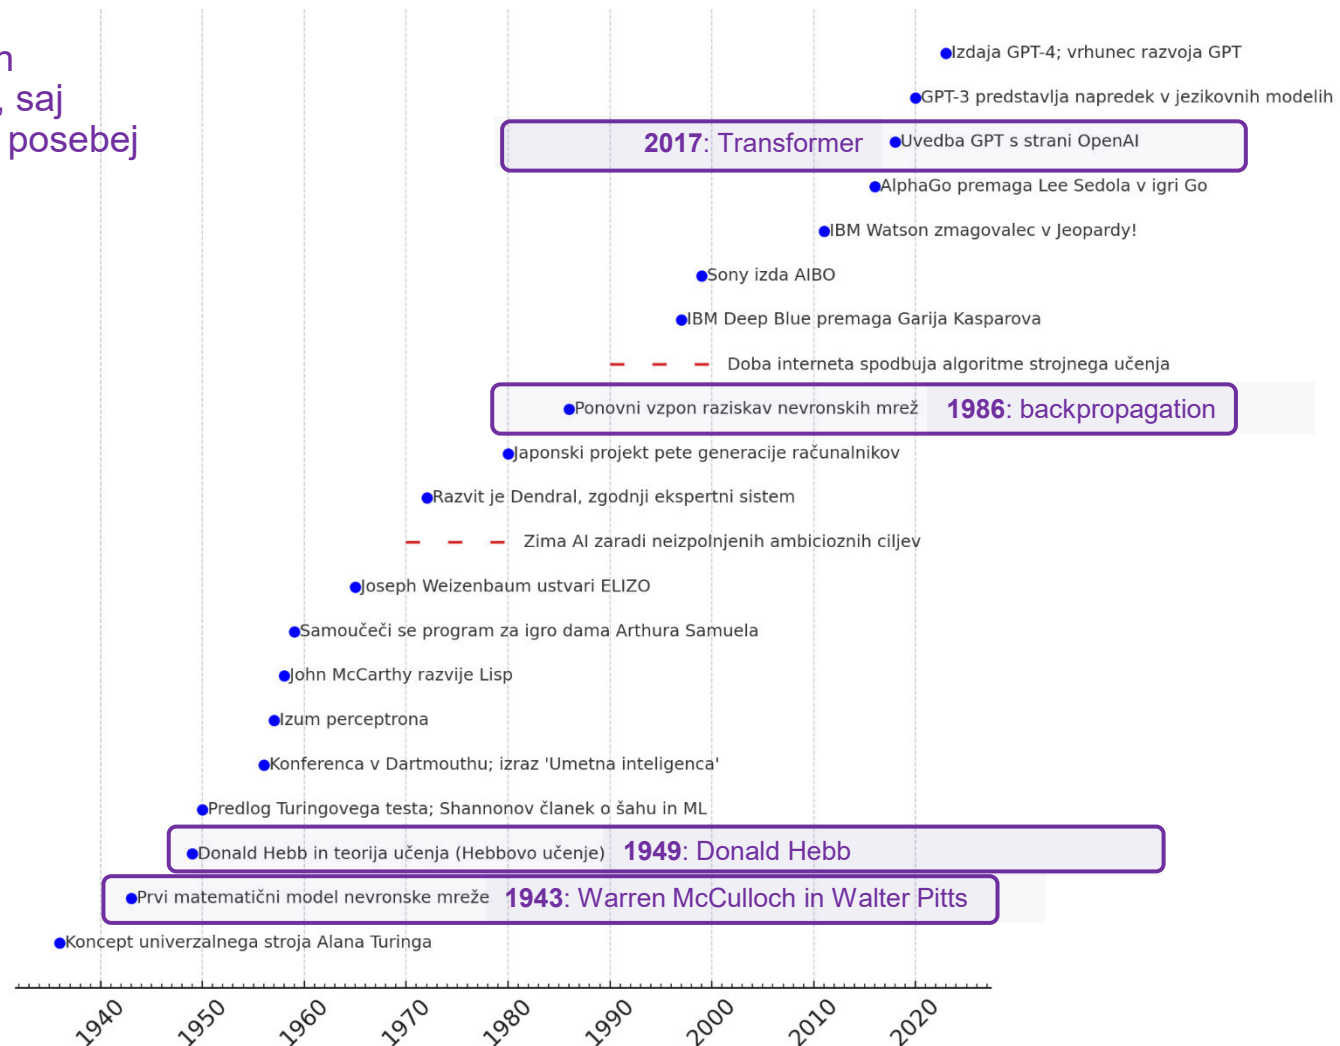 n
, saj
posebej
Izdaja GPT-4; vrhunec razvoja GPT
GPT-3 predstavlja napredek v jezikovnih modelih
2017: Transformer Uvedba GPT s strani OpenAI
AlphaGo premaga Lee Sedola v igri Go
IBM Watson zmagovalec v Jeopardy!
Sony izda AIBO
IBM Deep Blue premaga Garija Kasparova
Doba interneta spodbuja algoritme strojnega učenja
Ponovni vzpon raziskav nevronskih mrež 1986: backpropagation
Japonski projekt pete generacije računalnikov
Razvit je Dendral, zgodnji ekspertni sistem
Zima AI zaradi neizpolnjenih ambicioznih ciljev
Joseph Weizenbaum ustvari ELIZO
Samoučeči se program za igro dama Arthura Samuela
John McCarthy razvije Lisp
Izum perceptrona
Konferenca v Dartmouthu; izraz 'Umetna inteligenca'
Predlog Turingovega testa; Shannonov članek o šahu in ML
Donald Hebb in teorija učenja (Hebbovo učenje) 1949: Donald Hebb
Prvi matematični model nevronske mreže 1943: Warren McCulloch in Walter Pitts
Koncept univerzalnega stroja Alana Turinga
1940 1950 1960 1970 1980 1990 2000 2010 2020